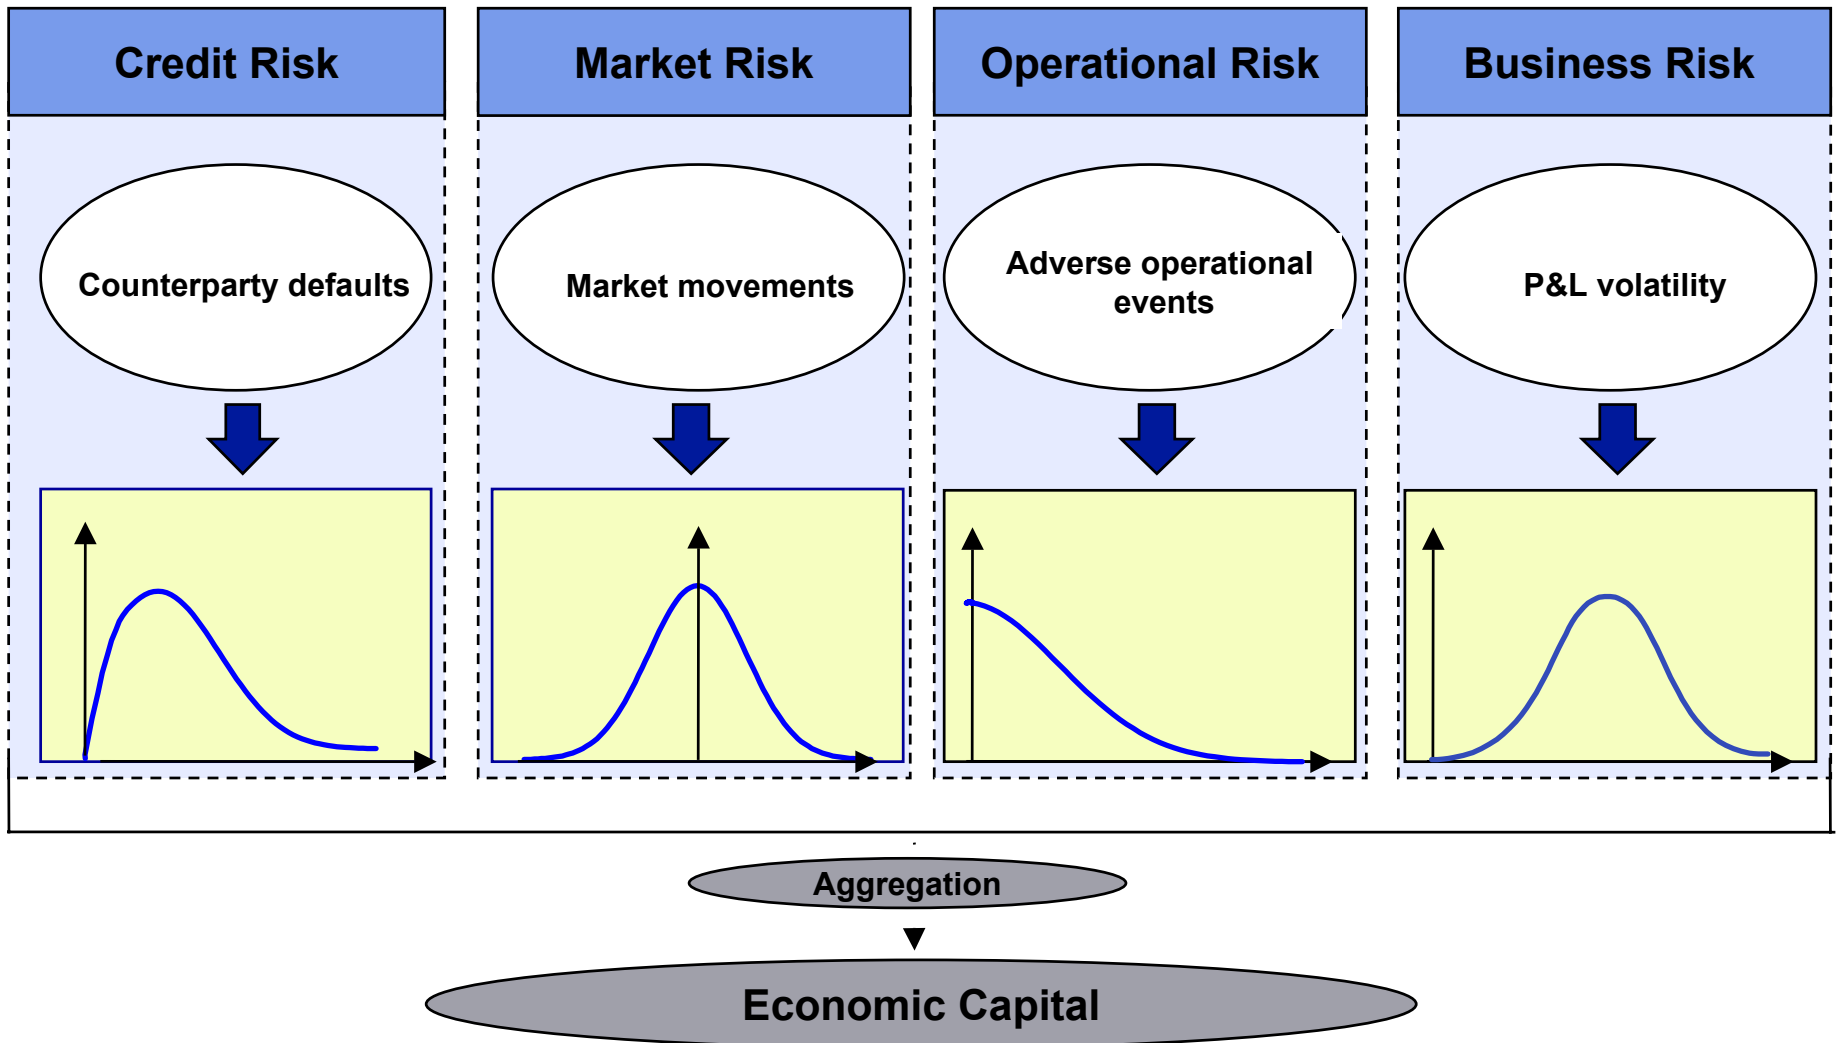 Credit Risk
Market Risk
Operational Risk
Business Risk
Counterparty defaults
Market movements
Adverse operational
events
P&L volatility
Aggregation
Economic Capital